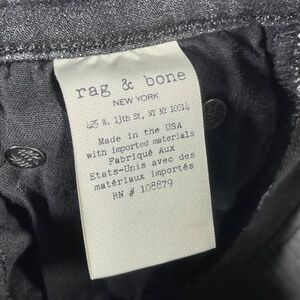 rag & bone
NEW YORK
425 W. 13th St, NY NY 10014
Made in the USA
with imported materials
Fabriqué Aux
Etats-Unis avec des
matériaux importés
RN # 108879